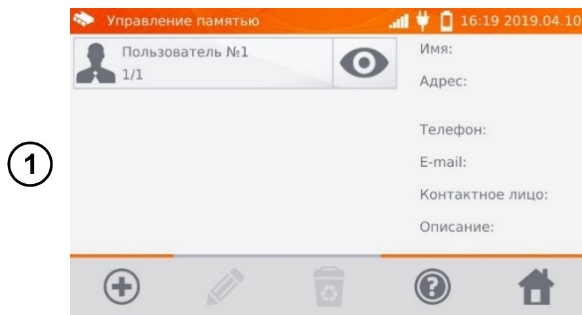 Управление памятью
16:19 2019.04.10
Пользователь №1
1/1
Имя:
Адрес:
Телефон:
E-mail:
Контактное лицо:
Описание:
1